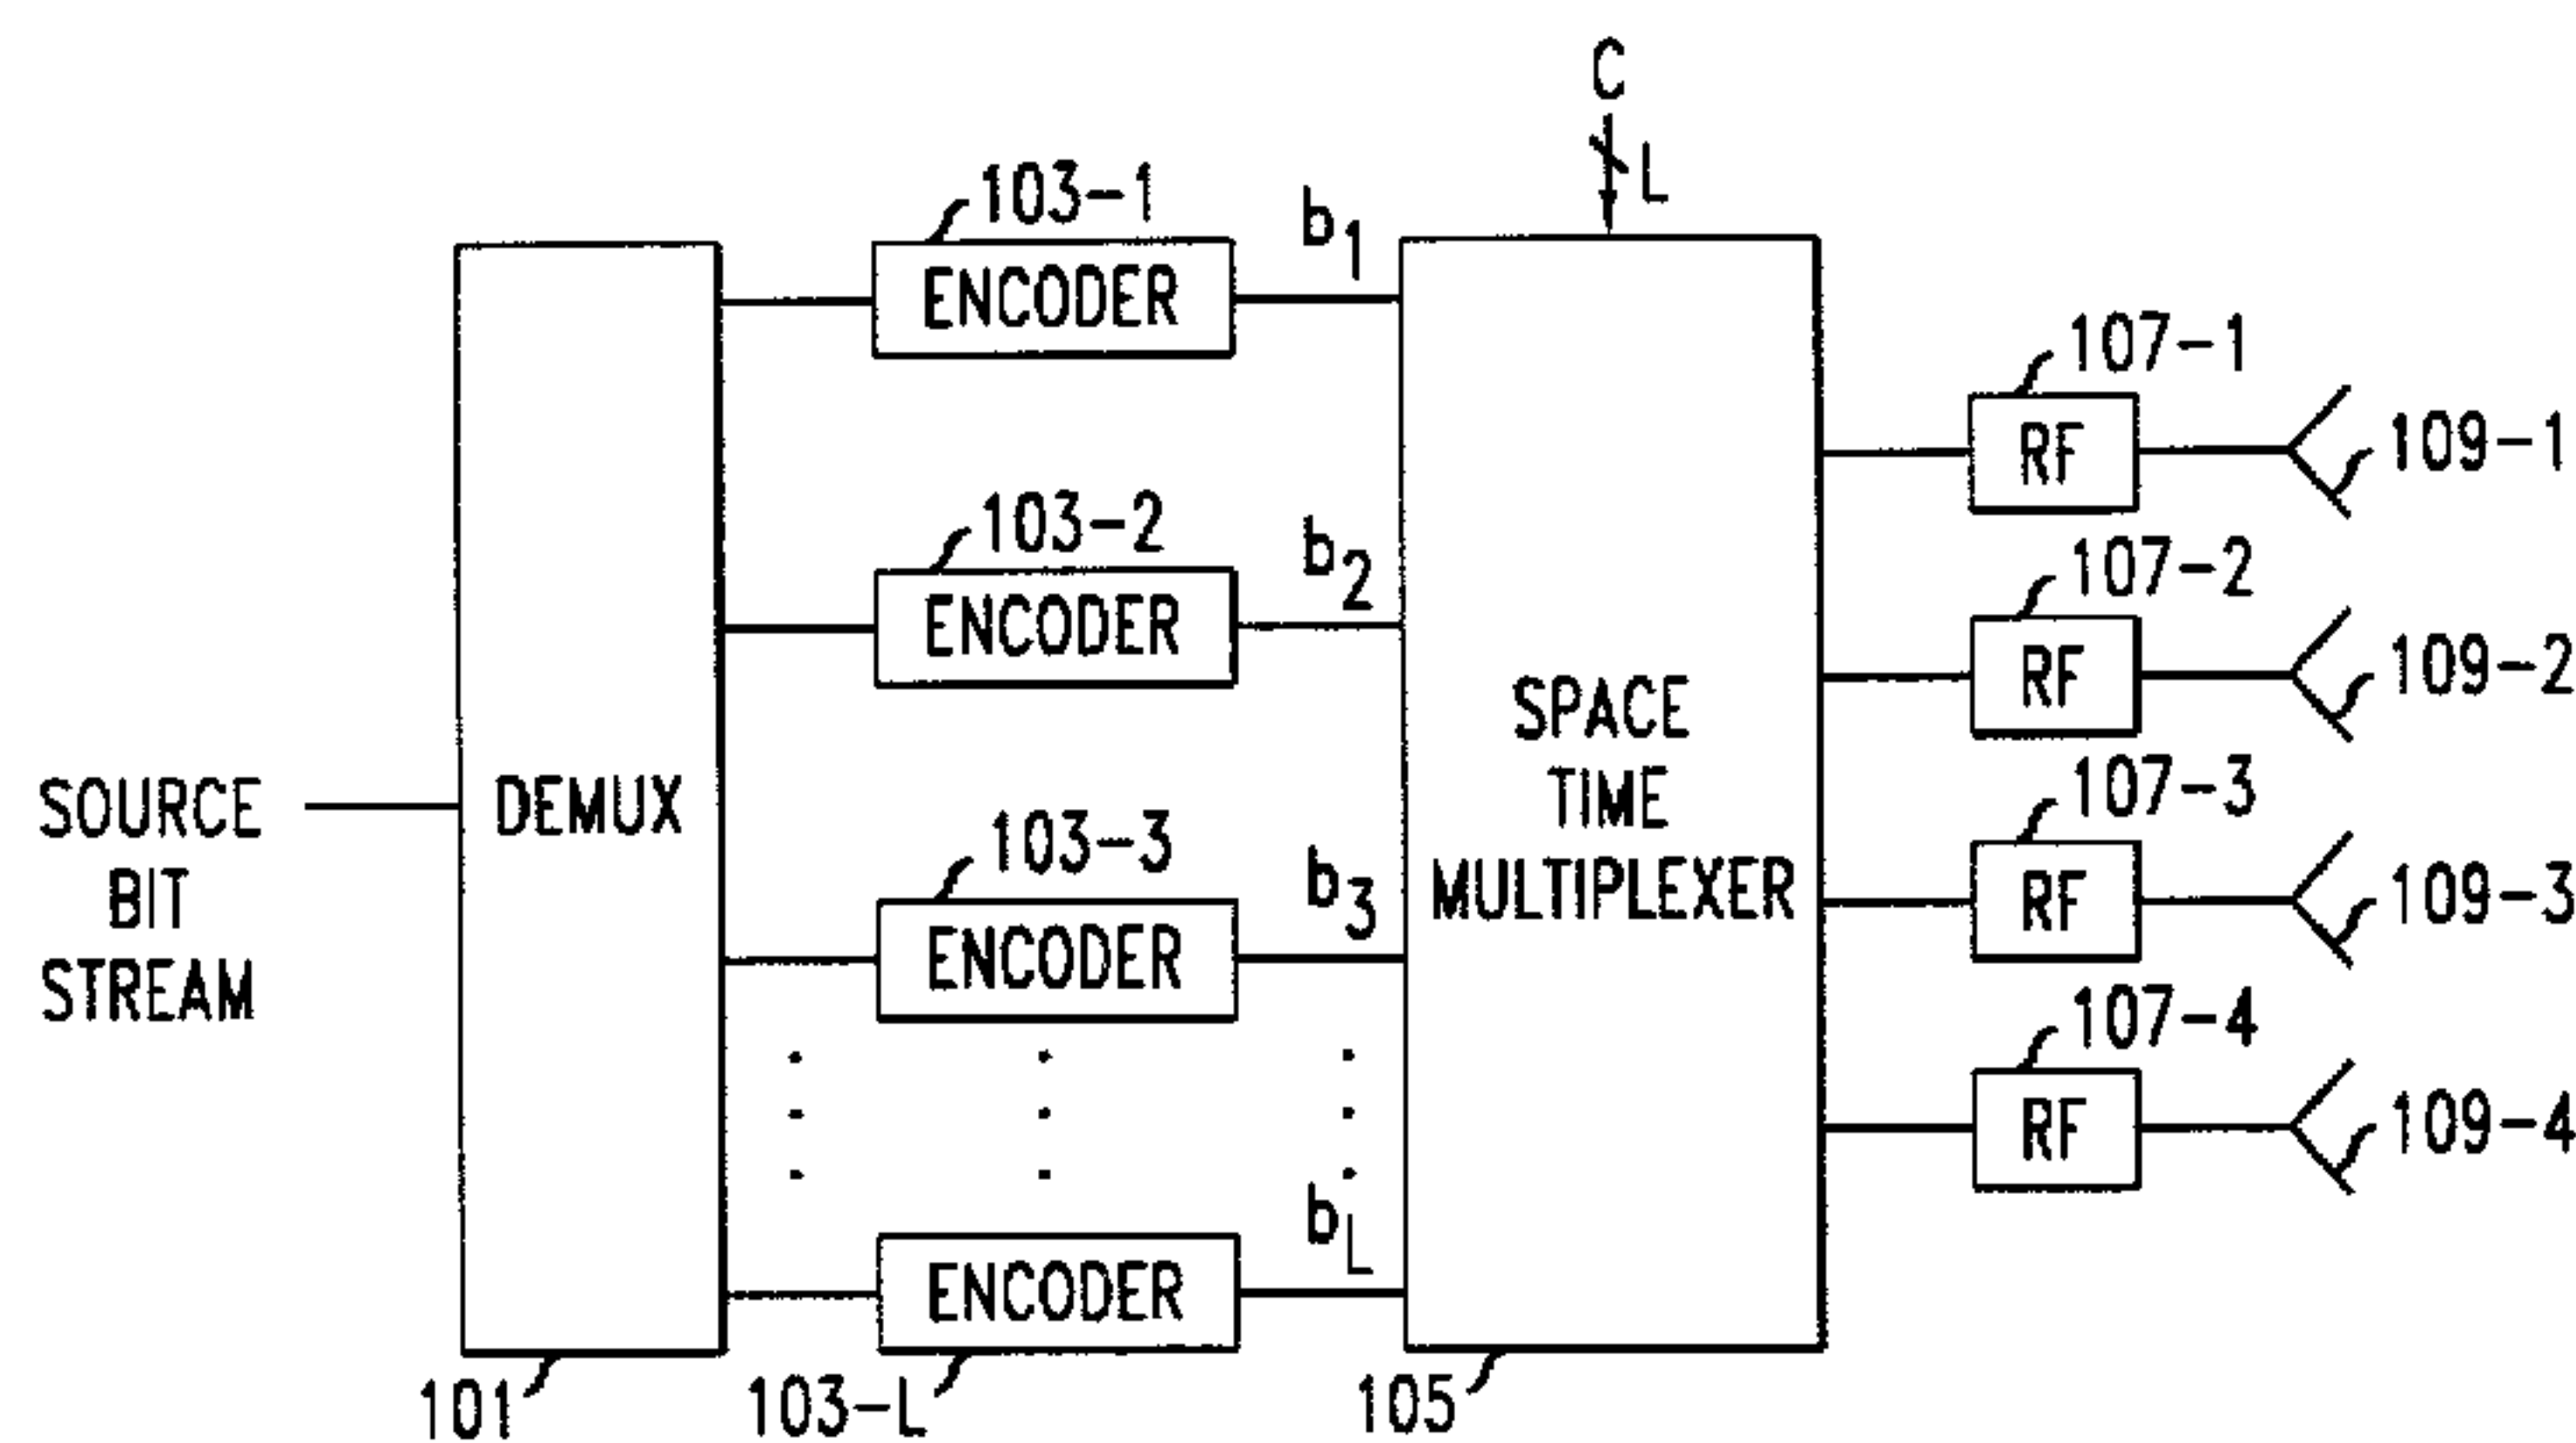 C
L
103-1
ENCODER
b1
103-2
ENCODER
b2
103-3
ENCODER
b3
ENCODER
bL
103-L
SOURCE
BIT
STREAM
DEMUX
101
SPACE
TIME
MULTIPLEXER
105
107-1
RF
109-1
107-2
RF
109-2
107-3
RF
109-3
107-4
RF
109-4